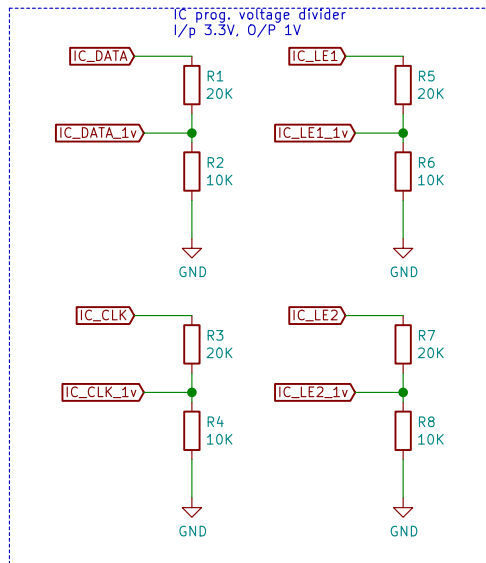 IC prog. voltage divider
I/p 3.3V, O/P 1V
IC_DATA
R1
20K
IC_DATA_1v
R2
10K
GND
IC_LE1
R5
20K
IC_LE1_1v
R6
10K
GND
IC_CLK
R3
20K
IC_CLK_1v
R4
10K
GND
IC_LE2
R7
20K
IC_LE2_1v
R8
10K
GND